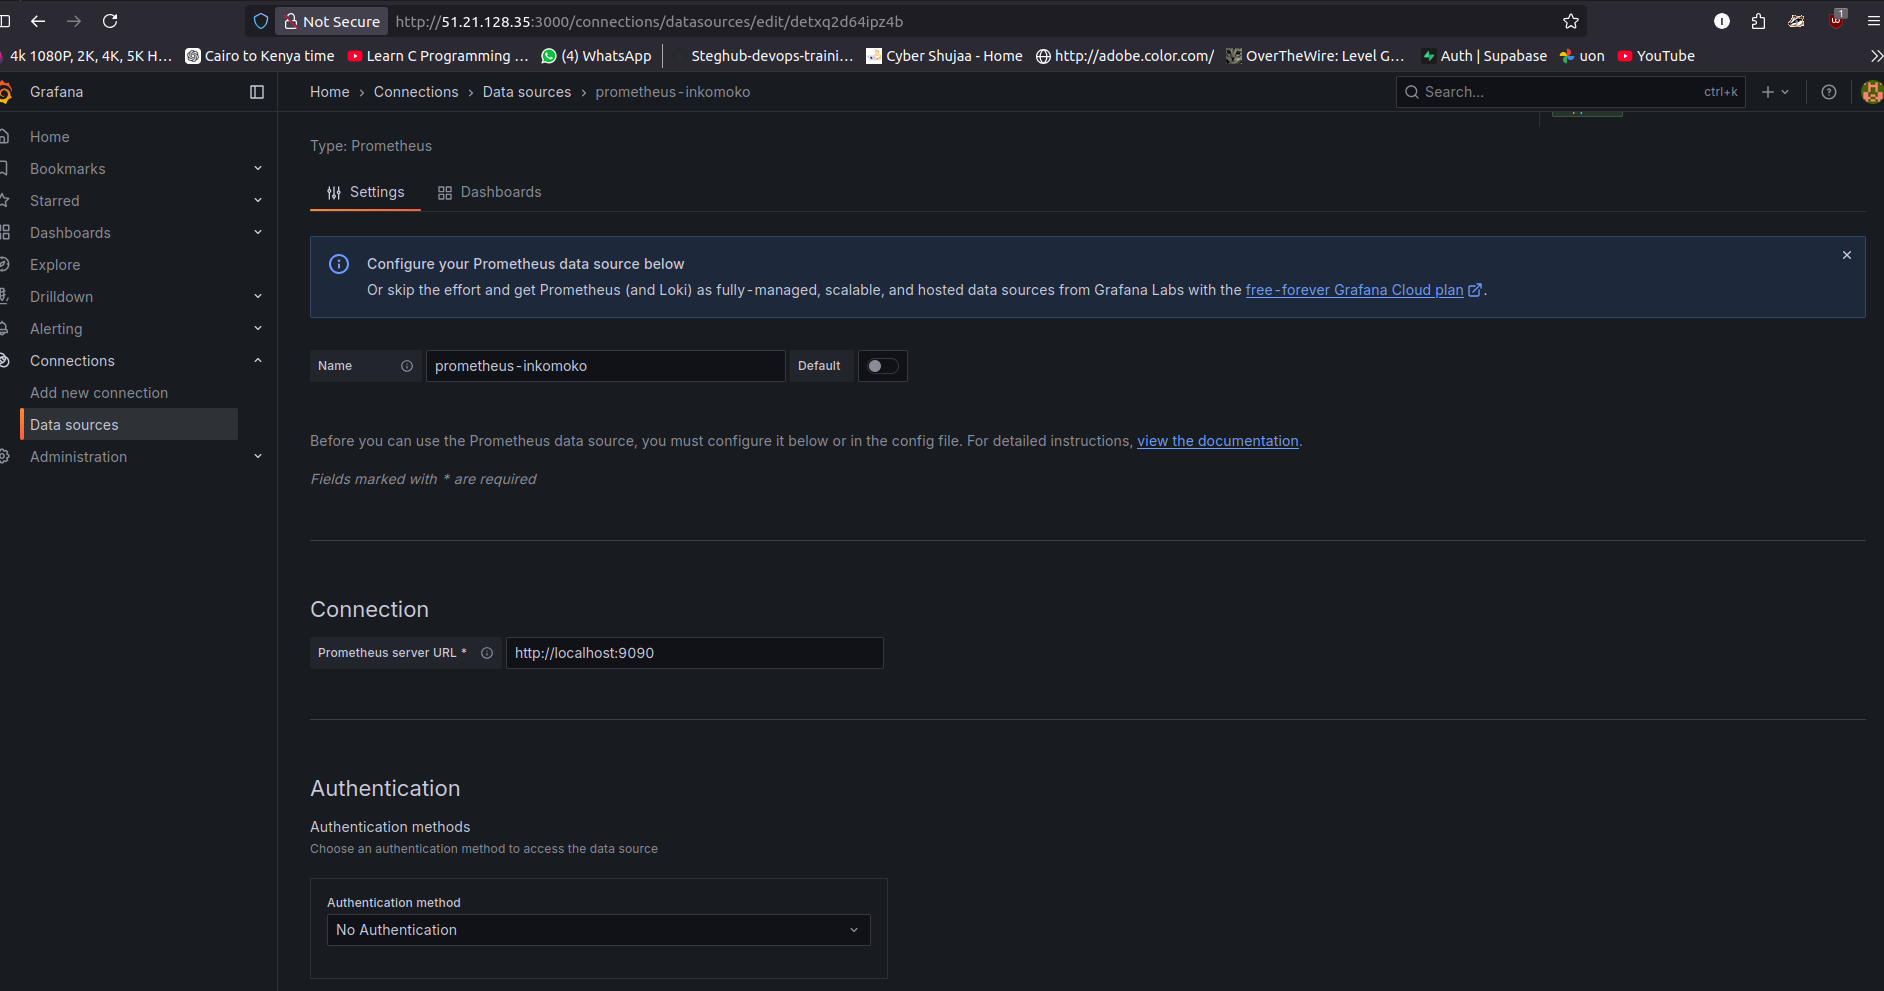 Not Secure http://51.21.128.35:3000/connections/datasources/edit/detxq2d64ipz4b 1
4k 1080P, 2K, 4K, 5K H... Cairo to Kenya time Learn C Programming ... (4) WhatsApp Steghub-devops-traini... Cyber Shujaa - Home http://adobe.color.com/ OverTheWire: Level G... Auth | Supabase uon YouTube
Grafana Home › Connections › Data sources › prometheus-inkomoko Search... ctrl+k
Home
Bookmarks
Starred
Dashboards
Explore
Drilldown
Alerting
Connections
Add new connection
Data sources
Administration
Type: Prometheus
Settings Dashboards
Configure your Prometheus data source below
Or skip the effort and get Prometheus (and Loki) as fully-managed, scalable, and hosted data sources from Grafana Labs with the free-forever Grafana Cloud plan.
Name prometheus-inkomoko Default
Before you can use the Prometheus data source, you must configure it below or in the config file. For detailed instructions, view the documentation.
Fields marked with * are required
Connection
Prometheus server URL * http://localhost:9090
Authentication
Authentication methods
Choose an authentication method to access the data source
Authentication method
No Authentication